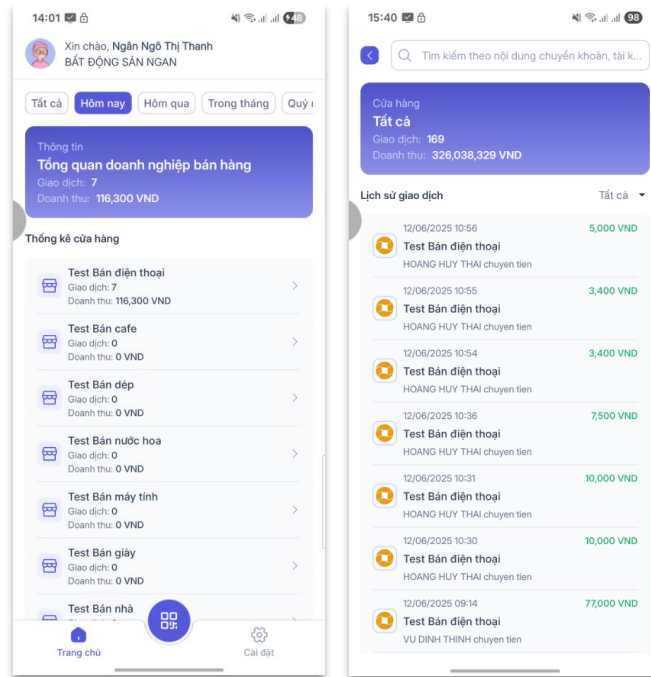 14:01
48
Xin chào, Ngân Ngô Thị Thanh
BẤT ĐỘNG SẢN NGAN
Tất cả
Hôm nay
Hôm qua
Trong tháng
Quý
Thông tin
Tổng quan doanh nghiệp bán hàng
Giao dịch: 7
Doanh thu: 116,300 VND
Thống kê cửa hàng
Test Bán điện thoại
Giao dịch: 7
Doanh thu: 116,300 VND
Test Bán cafe
Giao dịch: 0
Doanh thu: 0 VND
Test Bán dép
Giao dịch: 0
Doanh thu: 0 VND
Test Bán nước hoa
Giao dịch: 0
Doanh thu: 0 VND
Test Bán máy tính
Giao dịch: 0
Doanh thu: 0 VND
Test Bán giày
Giao dịch: 0
Doanh thu: 0 VND
Test Bán nhà
Trang chủ
Cài đặt
15:40
98
Tìm kiếm theo nội dung chuyển khoản, tài k...
Cửa hàng
Tất cả
Giao dịch: 169
Doanh thu: 326,038,329 VND
Lịch sử giao dịch
Tất cả
12/06/2025 10:56
5,000 VND
Test Bán điện thoại
HOANG HUY THAI chuyen tien
12/06/2025 10:55
3,400 VND
Test Bán điện thoại
HOANG HUY THAI chuyen tien
12/06/2025 10:54
3,400 VND
Test Bán điện thoại
HOANG HUY THAI chuyen tien
12/06/2025 10:36
7,500 VND
Test Bán điện thoại
HOANG HUY THAI chuyen tien
12/06/2025 10:31
10,000 VND
Test Bán điện thoại
HOANG HUY THAI chuyen tien
12/06/2025 10:30
10,000 VND
Test Bán điện thoại
HOANG HUY THAI chuyen tien
12/06/2025 09:14
77,000 VND
Test Bán điện thoại
VU DINH THINH chuyen tien